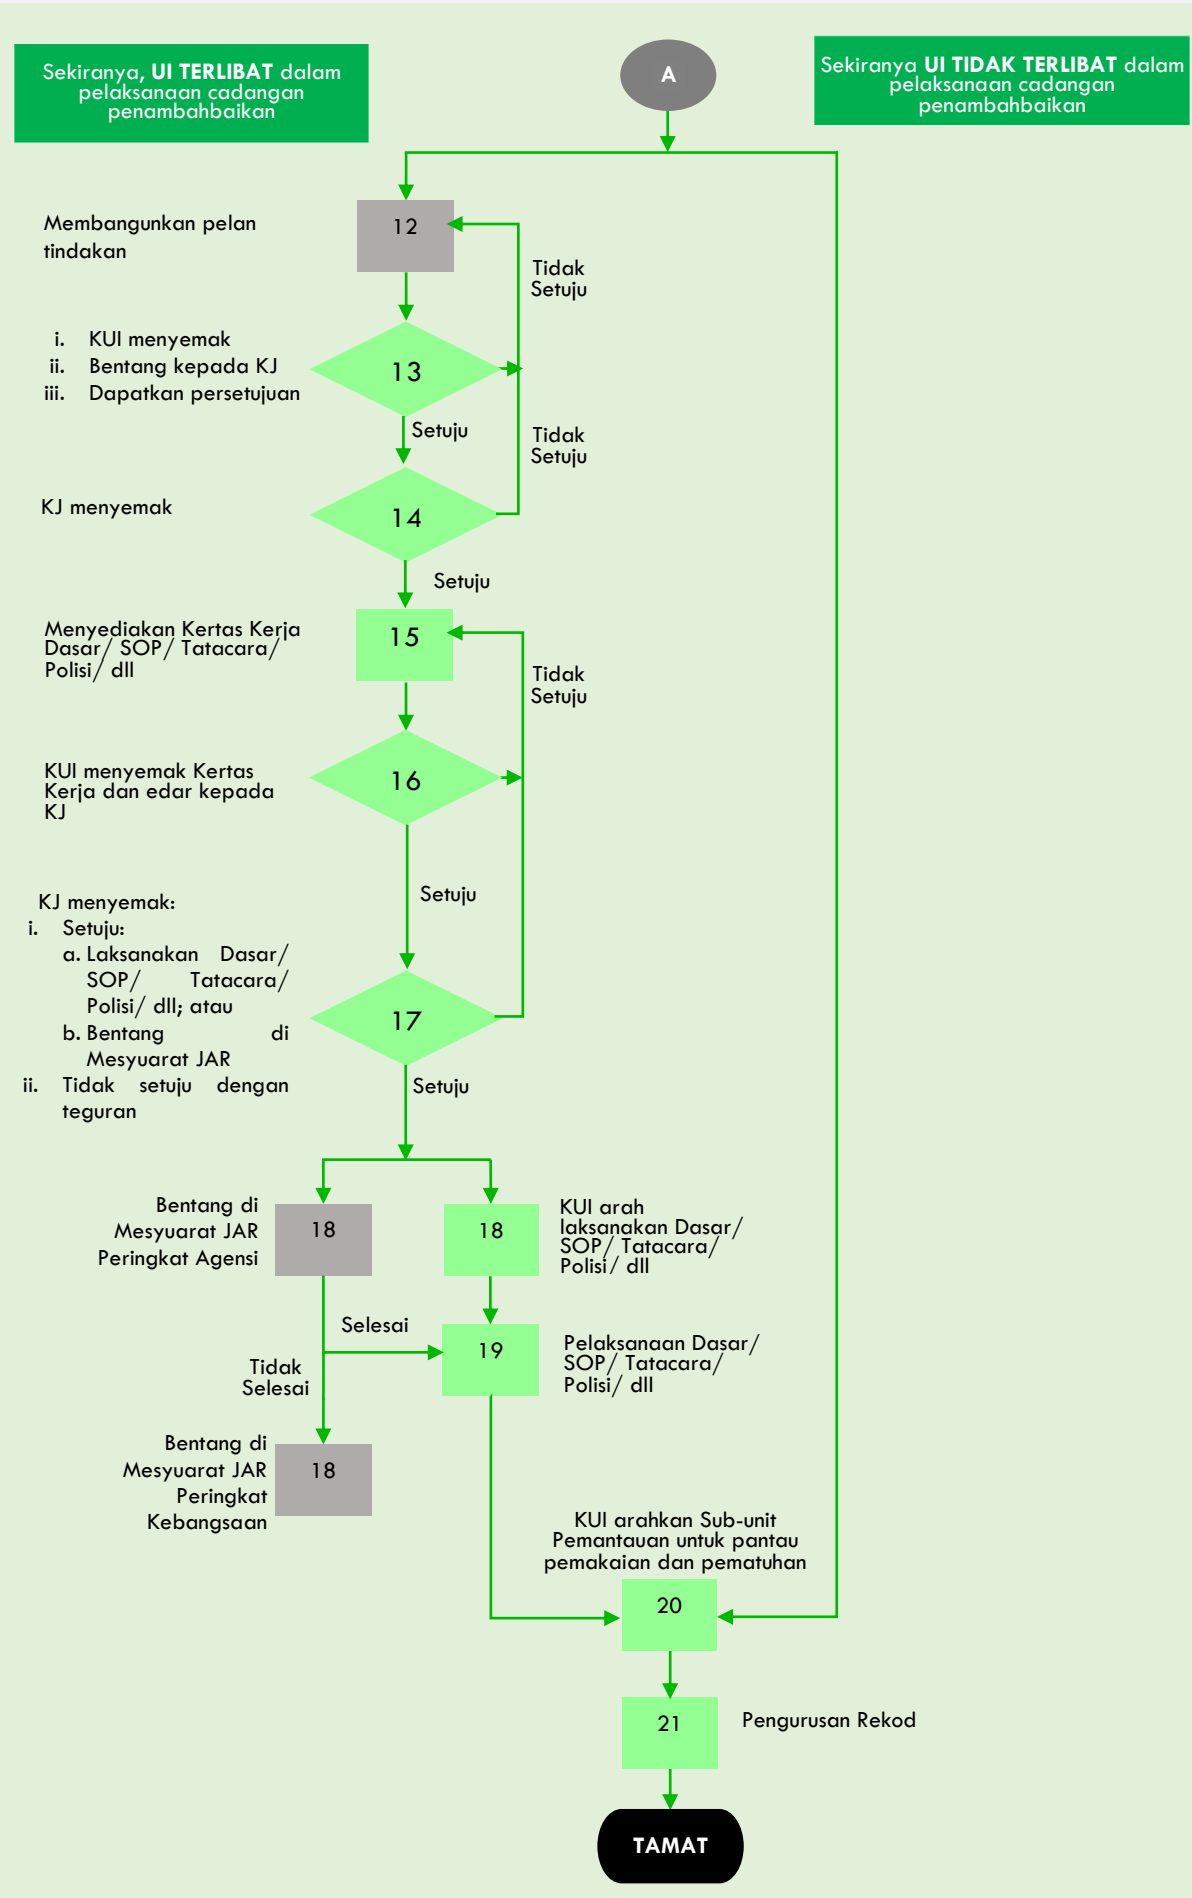 Sekiranya, UI TERLIBAT dalam
pelaksanaan cadangan
penambahbaikan
A
Sekiranya UI TIDAK TERLIBAT dalam
pelaksanaan cadangan
penambahbaikan
Membangunkan pelan
tindakan
12
Tidak
Setuju
i. KUI menyemak
ii. Bentang kepada KJ
iii. Dapatkan persetujuan
13
Setuju
Tidak
Setuju
KJ menyemak
14
Setuju
Menyediakan Kertas Kerja
Dasar/ SOP/ Tatacara/
Polisi/ dll
15
Tidak
Setuju
KUI menyemak Kertas
Kerja dan edar kepada
KJ
16
Setuju
KJ menyemak:
i. Setuju:
a. Laksanakan Dasar/
SOP/ Tatacara/
Polisi/ dll; atau
b. Bentang di
Mesyuarat JAR
ii. Tidak setuju dengan
teguran
17
Setuju
Bentang di
Mesyuarat JAR
Peringkat Agensi
18
18
KUI arah
laksanakan Dasar/
SOP/ Tatacara/
Polisi/ dll
Selesai
Tidak
Selesai
19
Pelaksanaan Dasar/
SOP/ Tatacara/
Polisi/ dll
Bentang di
Mesyuarat JAR
Peringkat
Kebangsaan
18
KUI arahkan Sub-unit
Pemantauan untuk pantau
pemakaian dan pematuhan
20
21
Pengurusan Rekod
TAMAT